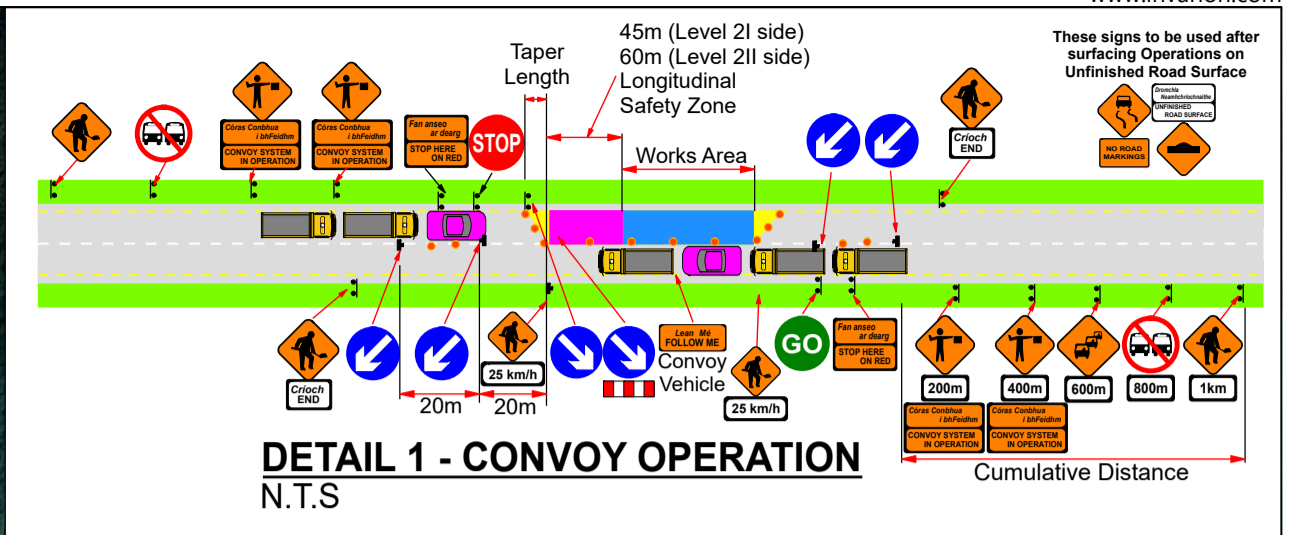 www.invarion.com
45m (Level 2I side)
60m (Level 2II side)
Longitudinal
Safety Zone
Taper
Length
Works Area
These signs to be used after
surfacing Operations on
Unfinished Road Surface
Dromchla
Neamhchríochnaithe
UNFINISHED
ROAD SURFACE
NO ROAD
MARKINGS
Córas Conbhua
i bhFeidhm
CONVOY SYSTEM
IN OPERATION
Córas Conbhua
i bhFeidhm
CONVOY SYSTEM
IN OPERATION
Fan anseo
ar dearg
STOP HERE
ON RED
STOP
Críoch
END
Críoch
END
20m
20m
25 km/h
Lean Mé
FOLLOW ME
Convoy
Vehicle
25 km/h
GO
Fan anseo
ar dearg
STOP HERE
ON RED
200m
400m
600m
800m
1km
Córas Conbhua
i bhFeidhm
CONVOY SYSTEM
IN OPERATION
Córas Conbhua
i bhFeidhm
CONVOY SYSTEM
IN OPERATION
Cumulative Distance
DETAIL 1 - CONVOY OPERATION
N.T.S